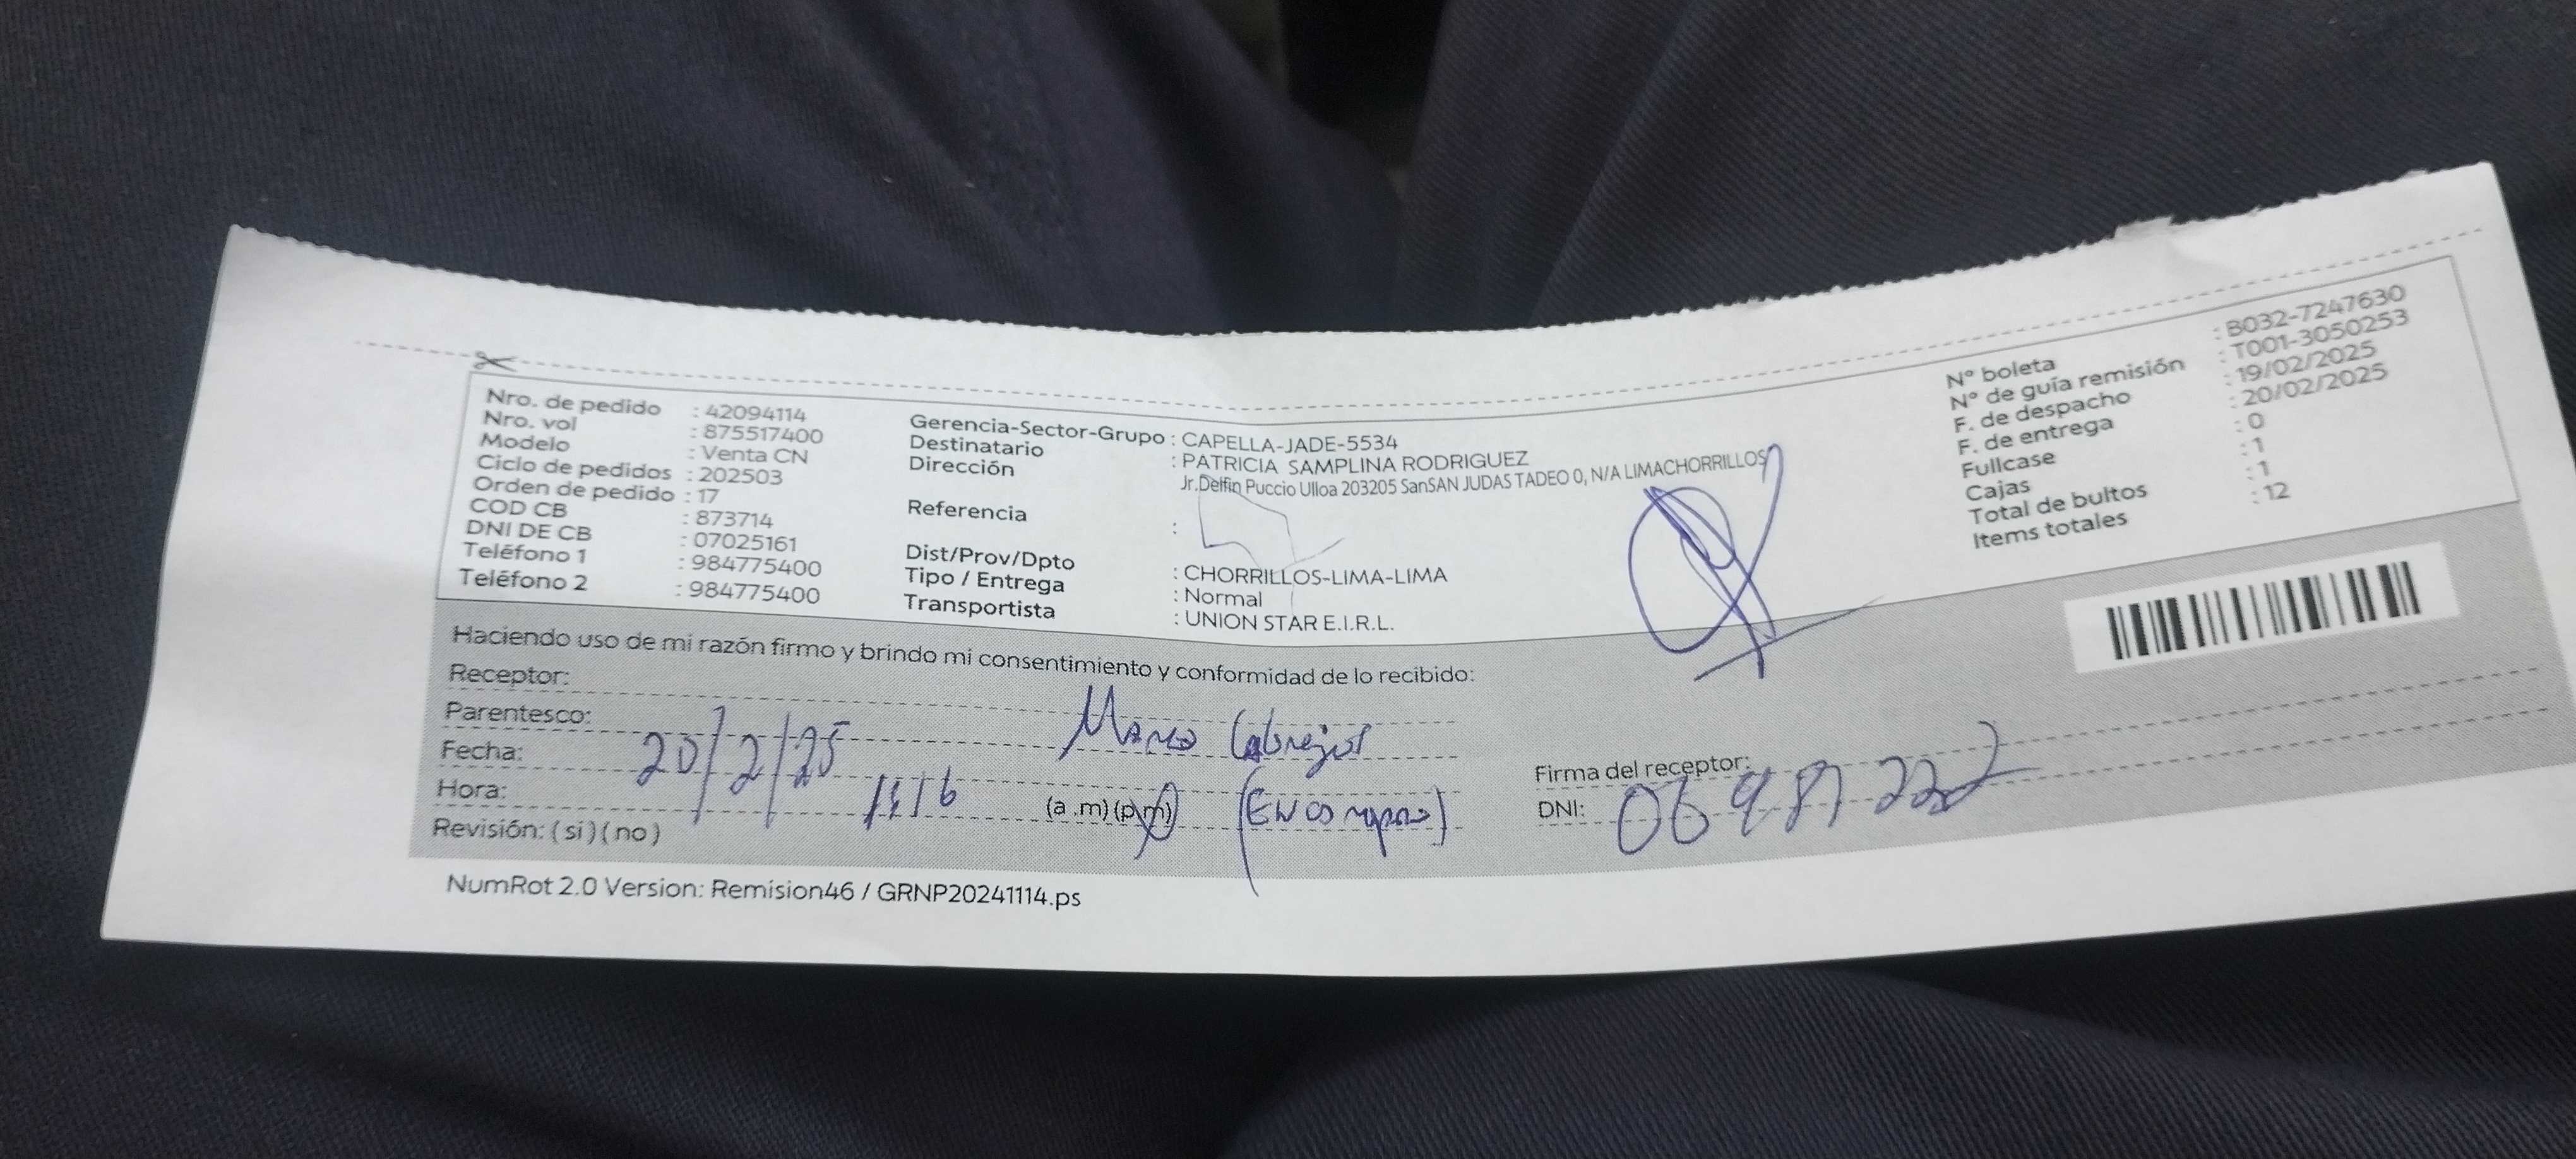 Nro. de pedido : 42094114
Nro. vol : 875517400
Modelo : Venta CN
Ciclo de pedidos : 202503
Orden de pedido : 17
COD CB : 873714
DNI DE CB : 07025161
Teléfono 1 : 984775400
Teléfono 2 : 984775400
Gerencia-Sector-Grupo : CAPELLA-JADE-5534
Destinatario : PATRICIA SAMPLINA RODRIGUEZ
Dirección Jr.Delfin Puccio Ulloa 203205 SanSAN JUDAS TADEO 0, N/A LIMACHORRILLOS
Referencia :
Dist/Prov/Dpto : CHORRILLOS-LIMA-LIMA
Tipo / Entrega : Normal
Transportista : UNION STAR E.I.R.L.
N° boleta : B032-7247630
N° de guía remisión : T001-3050253
F. de despacho : 19/02/2025
F. de entrega : 20/02/2025
Fullcase : 0
Cajas : 1
Total de bultos : 1
Items totales : 12
Haciendo uso de mi razón firmo y brindo mi consentimiento y conformidad de lo recibido:
Receptor:
Parentesco: Marco Cabrejos
Fecha: 20/2/25
Hora: (a .m) (p.m)
Revisión: ( si ) ( no )
Firma del receptor:
DNI:
NumRot 2.0 Version: Remision46 / GRNP20241114.ps